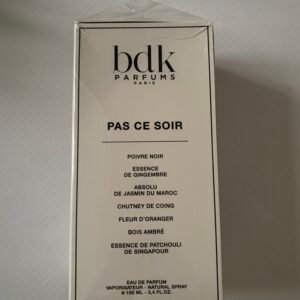 bdk
PARFUMS
PARIS
PAS CE SOIR
POIVRE NOIR
ESSENCE
DE GINGEMBRE
ABSOLU
DE JASMIN DU MAROC
CHUTNEY DE COING
FLEUR D'ORANGER
BOIS AMBRÉ
ESSENCE DE PATCHOULI
DE SINGAPOUR
EAU DE PARFUM
VAPORISATEUR - NATURAL SPRAY
e 100 ML - 3,4 FL.OZ.